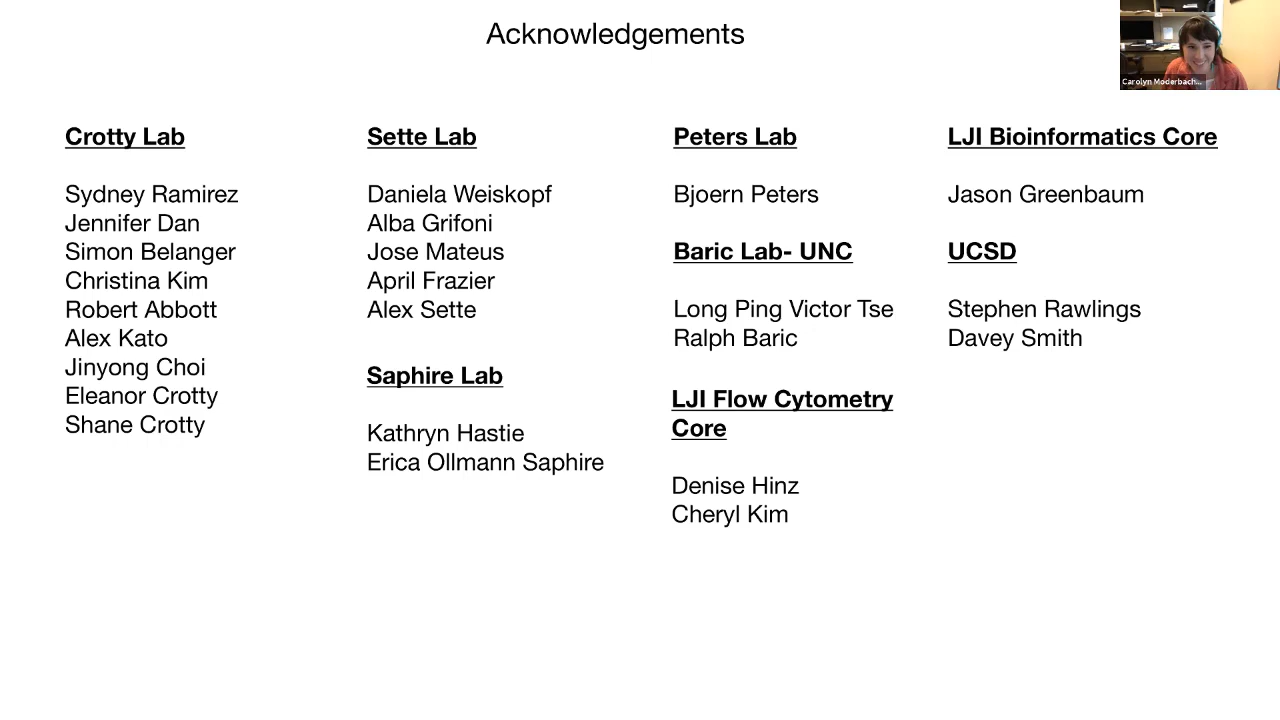 Acknowledgements
Carolyn Moderbach...
Crotty Lab
Sydney Ramirez
Jennifer Dan
Simon Belanger
Christina Kim
Robert Abbott
Alex Kato
Jinyong Choi
Eleanor Crotty
Shane Crotty
Sette Lab
Daniela Weiskopf
Alba Grifoni
Jose Mateus
April Frazier
Alex Sette
Saphire Lab
Kathryn Hastie
Erica Ollmann Saphire
Peters Lab
Bjoern Peters
Baric Lab- UNC
Long Ping Victor Tse
Ralph Baric
LJI Flow Cytometry
Core
Denise Hinz
Cheryl Kim
LJI Bioinformatics Core
Jason Greenbaum
UCSD
Stephen Rawlings
Davey Smith